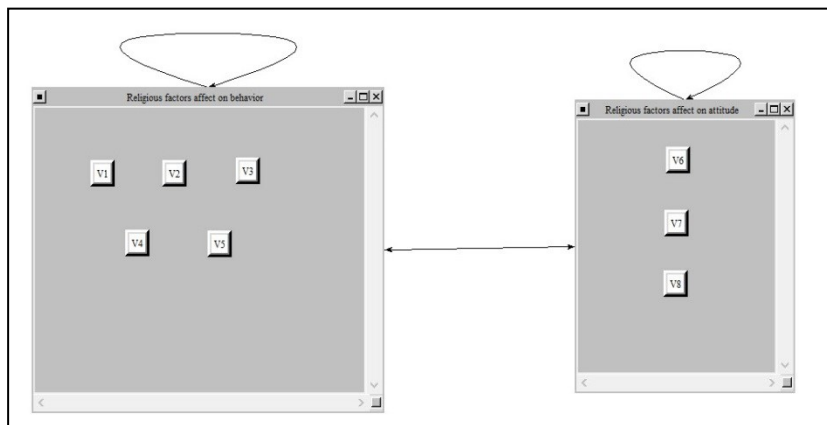 Religious factors affect on behavior
V1 V2 V3
V4 V5
Religious factors affect on attitude
V6
V7
V8